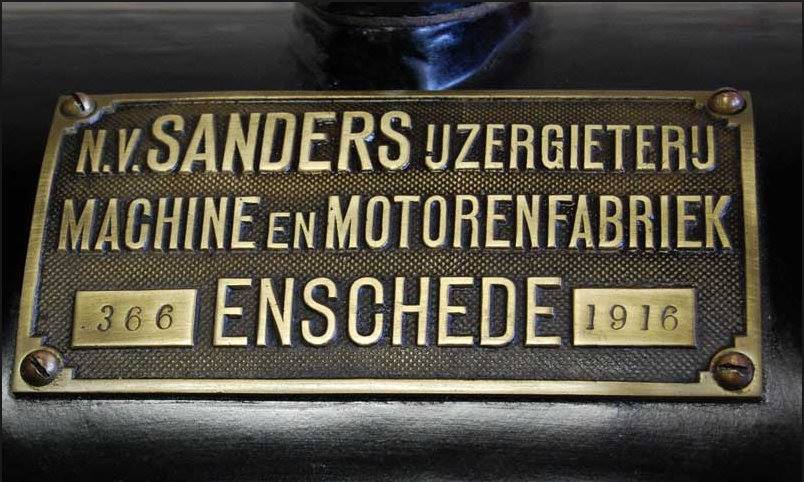 N.V. SANDERS IJZERGIETERIJ
MACHINE EN MOTORENFABRIEK
366 ENSCHEDE 1916